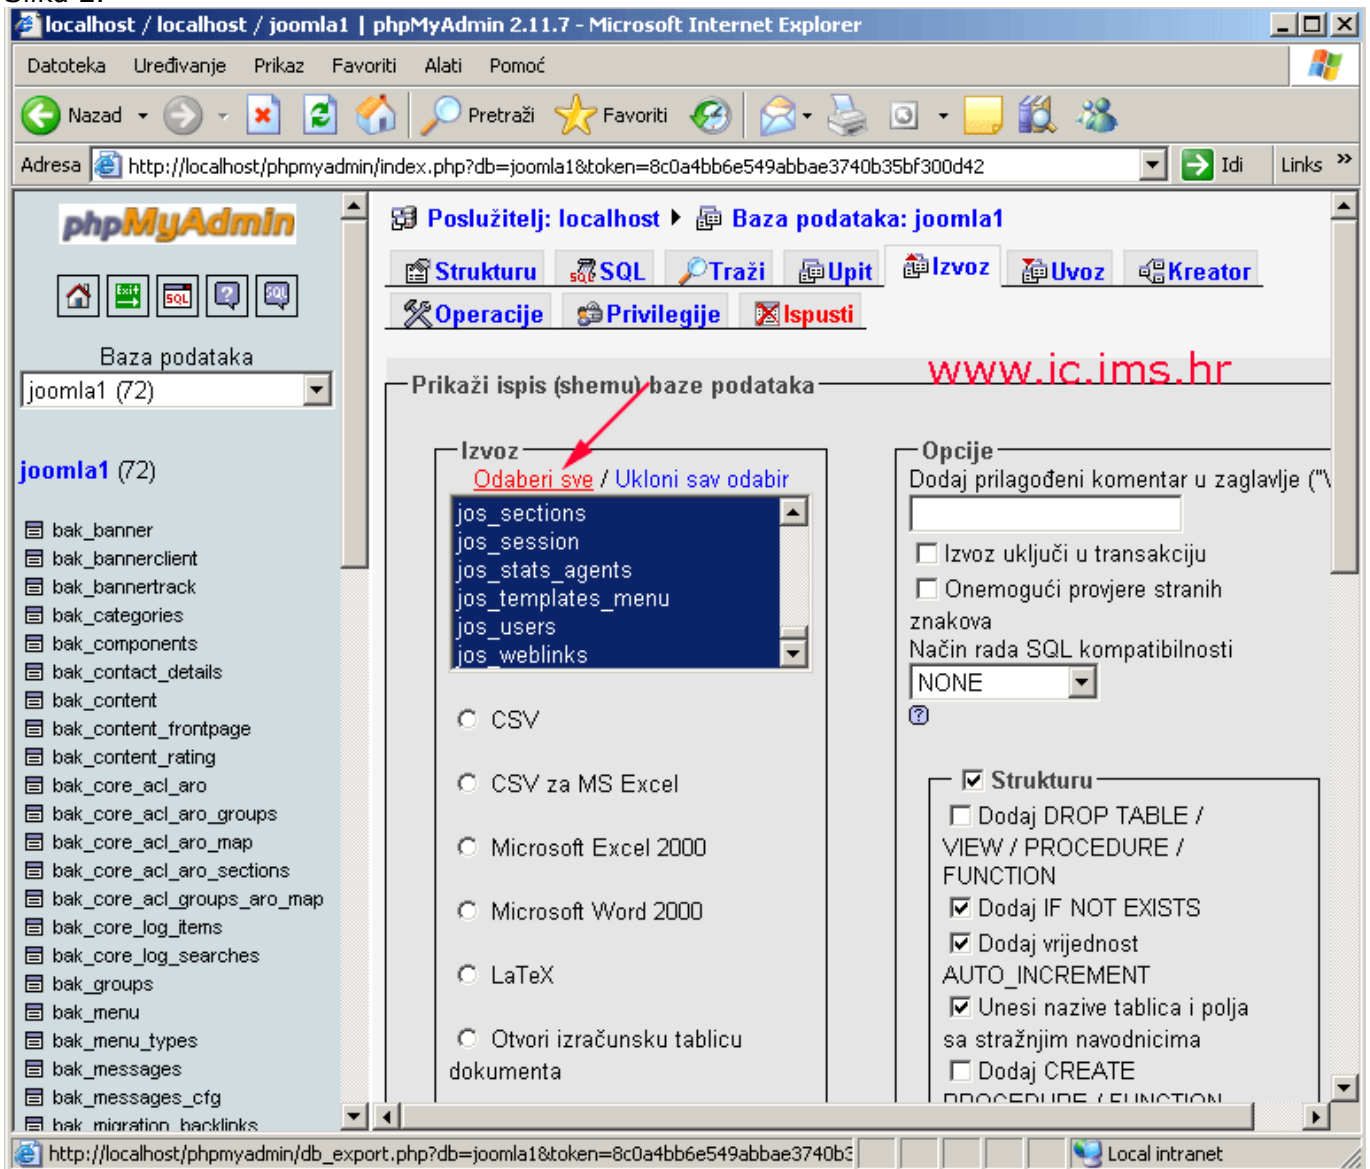 localhost / localhost / joomla1 | phpMyAdmin 2.11.7 - Microsoft Internet Explorer
Datoteka Uređivanje Prikaz Favoriti Alati Pomoć
Nazad Pretraži Favoriti
Adresa http://localhost/phpmyadmin/index.php?db=joomla1&token=8c0a4bb6e549abbae3740b35bf300d42 Idi Links »
phpMyAdmin
Exit SQL ? SQL
Baza podataka
joomla1 (72)
joomla1 (72)
bak_banner
bak_bannerclient
bak_bannertrack
bak_categories
bak_components
bak_contact_details
bak_content
bak_content_frontpage
bak_content_rating
bak_core_acl_aro
bak_core_acl_aro_groups
bak_core_acl_aro_map
bak_core_acl_aro_sections
bak_core_acl_groups_aro_map
bak_core_log_items
bak_core_log_searches
bak_groups
bak_menu
bak_menu_types
bak_messages
bak_messages_cfg
bak_migration_backlinks
Poslužitelj: localhost Baza podataka: joomla1
Strukturu SQL Traži Upit Izvoz Uvoz Kreator
Operacije Privilegije Ispusti
www.ic.ims.hr
Prikaži ispis (shemu) baze podataka
Izvoz
Odaberi sve / Ukloni sav odabir
jos_sections
jos_session
jos_stats_agents
jos_templates_menu
jos_users
jos_weblinks
CSV
CSV za MS Excel
Microsoft Excel 2000
Microsoft Word 2000
LaTeX
Otvori izračunsku tablicu
dokumenta
Opcije
Dodaj prilagođeni komentar u zaglavlje ("\
Izvoz uključi u transakciju
Onemogući provjere stranih
znakova
Način rada SQL kompatibilnosti
NONE
?
Strukturu
Dodaj DROP TABLE /
VIEW / PROCEDURE /
FUNCTION
Dodaj IF NOT EXISTS
Dodaj vrijednost
AUTO_INCREMENT
Unesi nazive tablica i polja
sa stražnjim navodnicima
Dodaj CREATE
PROCEDURE / FUNCTION
http://localhost/phpmyadmin/db_export.php?db=joomla1&token=8c0a4bb6e549abbae3740b3 Local intranet